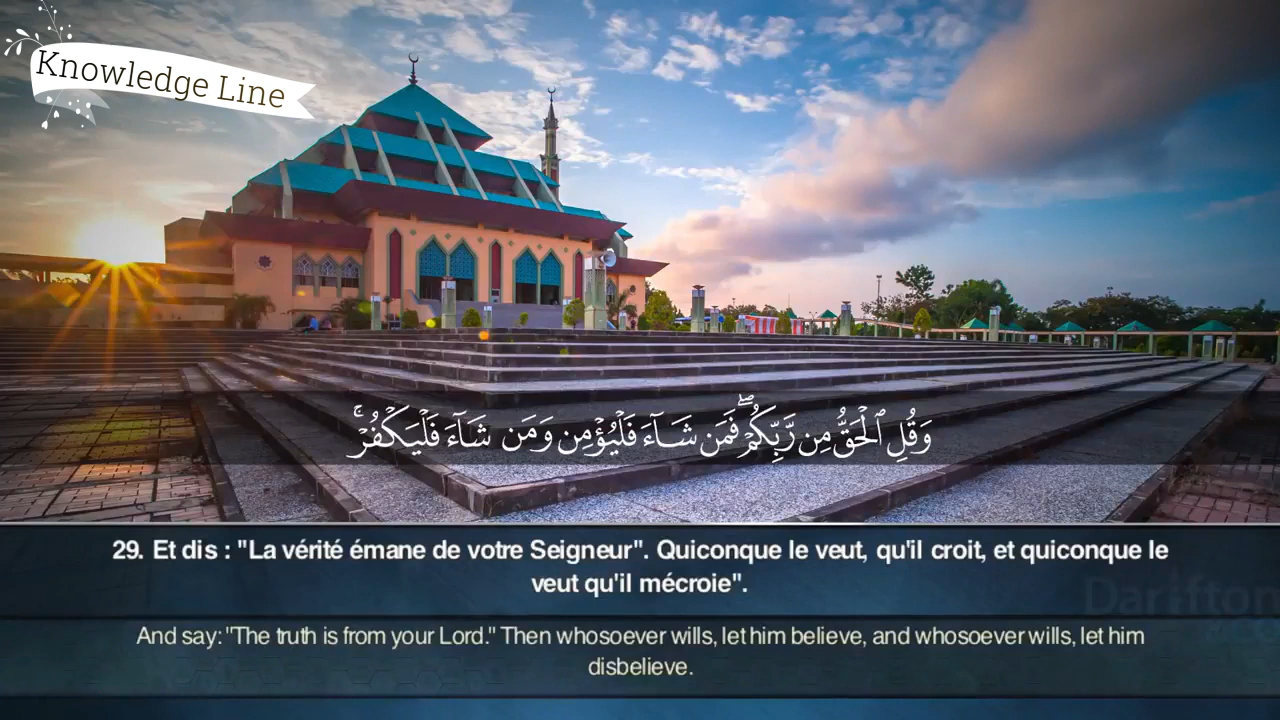 Knowledge Line
وَقُلِ ٱلْحَقُّ مِن رَّبِّكُمْ ۖ فَمَن شَآءَ فَلْيُؤْمِن وَمَن شَآءَ فَلْيَكْفُرْ ۚ
29. Et dis : "La vérité émane de votre Seigneur". Quiconque le veut, qu'il croit, et quiconque le
veut qu'il mécroie".
And say: "The truth is from your Lord." Then whosoever wills, let him believe, and whosoever wills, let him
disbelieve.